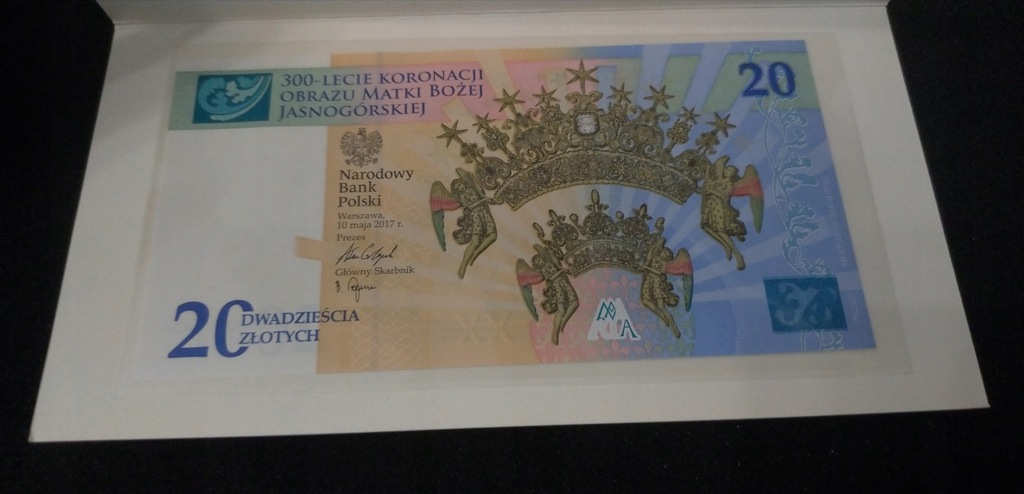 300-LECIE KORONACJI
OBRAZU MATKI BOŻEJ
JASNOGÓRSKIEJ
20
Narodowy
Bank
Polski
Warszawa,
10 maja 2017 r.
Prezes
Główny Skarbnik
20 DWADZIEŚCIA
ZŁOTYCH